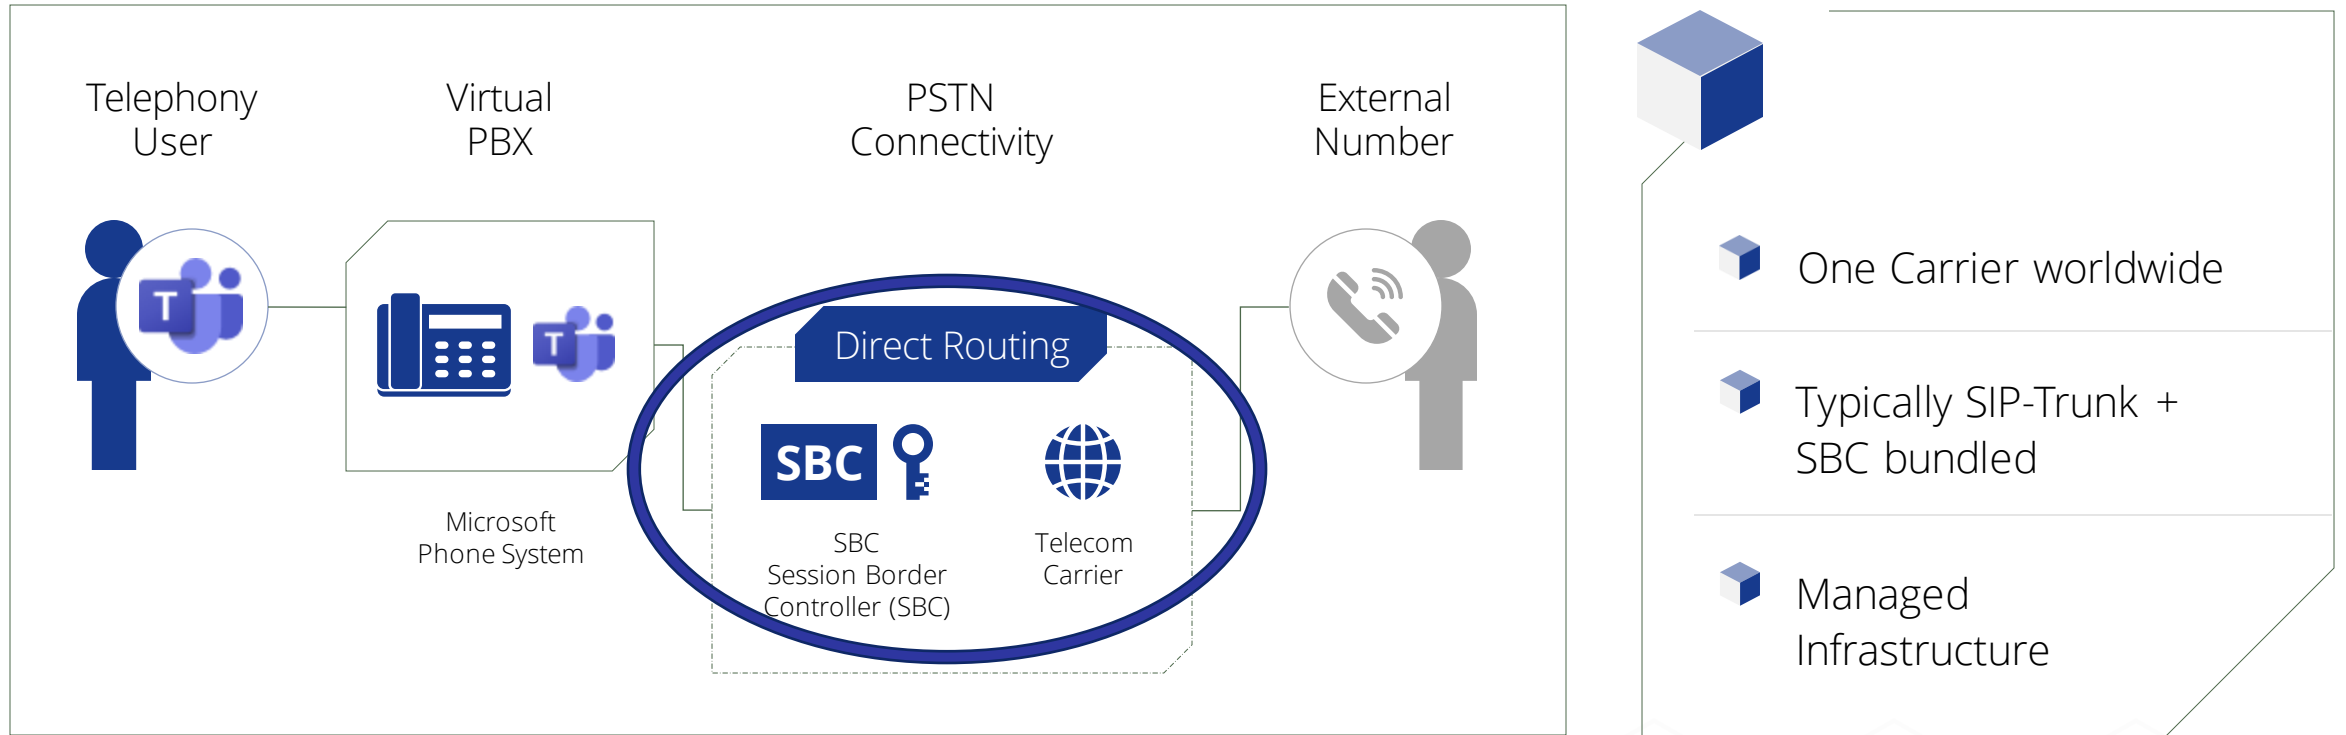 Telephony
User
Virtual
PBX
PSTN
Connectivity
External
Number
T
T
Direct Routing
SBC
Microsoft
Phone System
SBC
Session Border
Controller (SBC)
Telecom
Carrier
One Carrier worldwide
Typically SIP-Trunk +
SBC bundled
Managed
Infrastructure